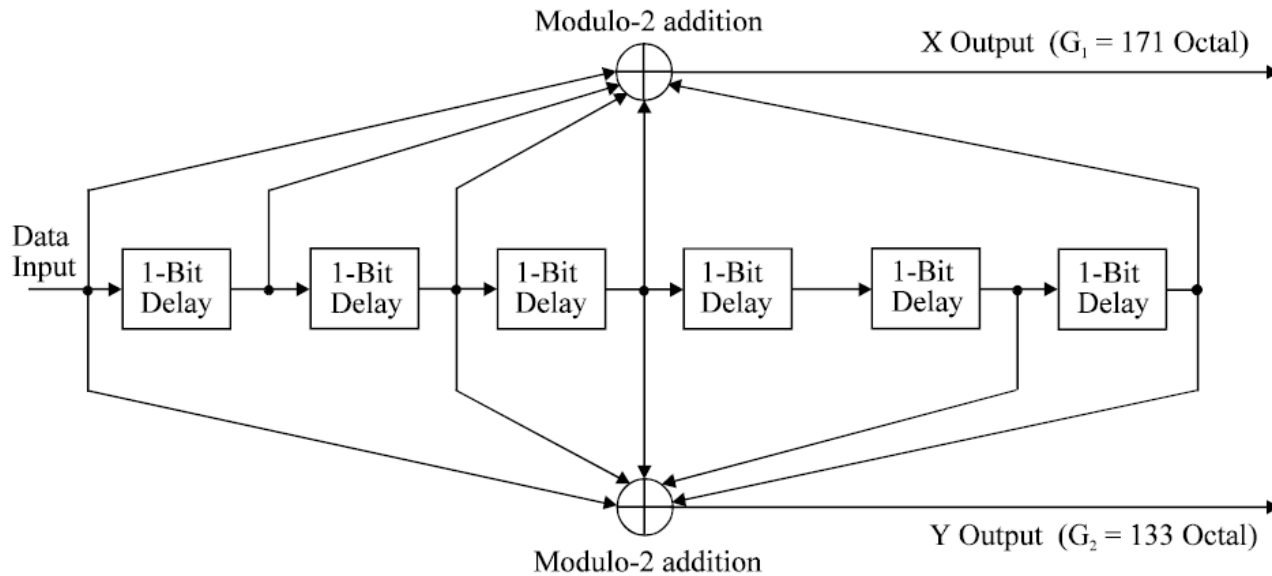 Modulo-2 addition
X Output (G₁ = 171 Octal)
Data
Input
1-Bit
Delay
1-Bit
Delay
1-Bit
Delay
1-Bit
Delay
1-Bit
Delay
1-Bit
Delay
Y Output (G₂ = 133 Octal)
Modulo-2 addition